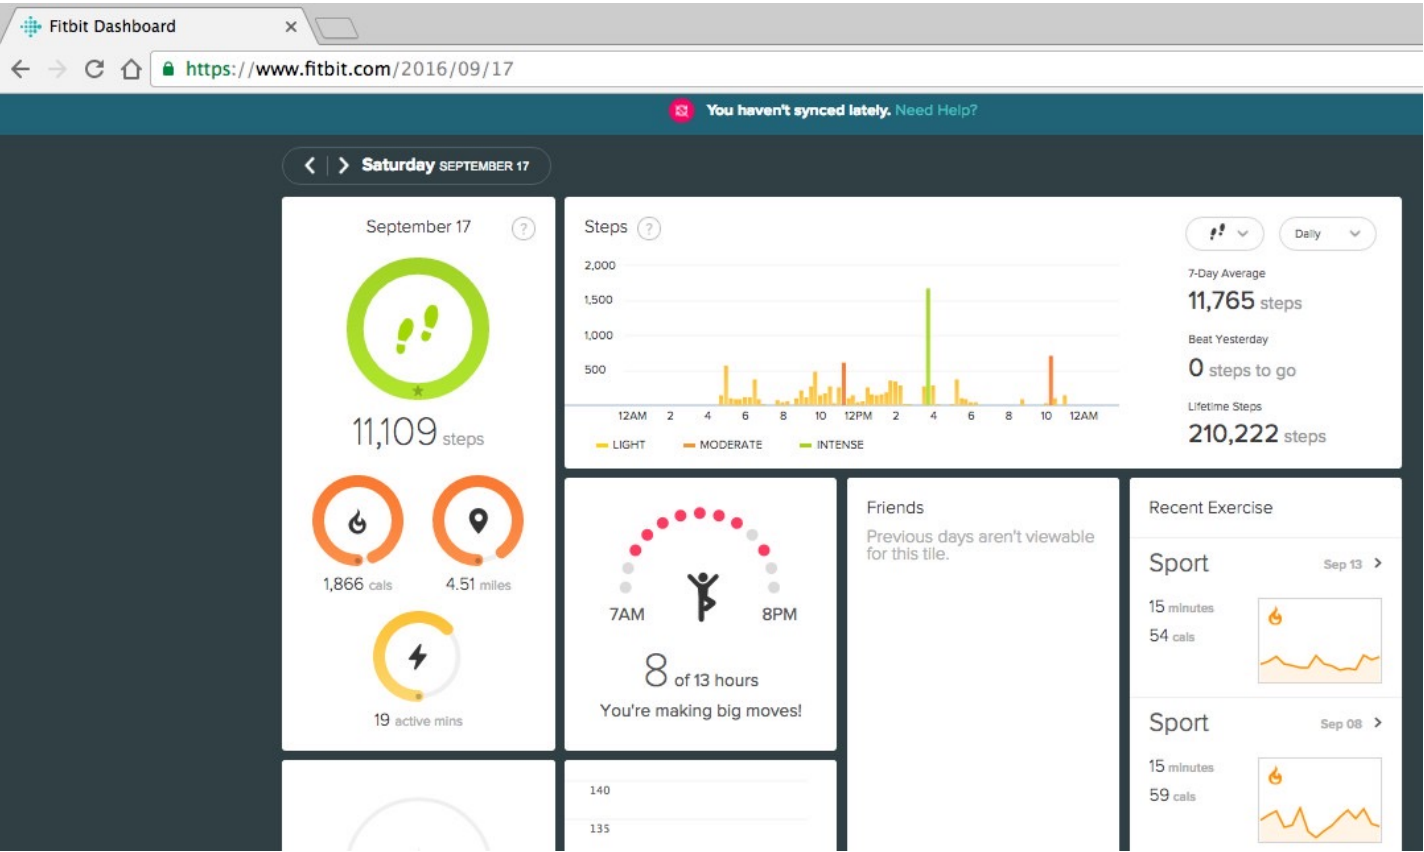 Fitbit Dashboard
https://www.fitbit.com/2016/09/17
You haven't synced lately. Need Help?
Saturday SEPTEMBER 17
September 17 ?
11,109 steps
1,866 cals
4.51 miles
19 active mins
Steps ?
2,000
1,500
1,000
500
12AM 2 4 6 8 10 12PM 2 4 6 8 10 12AM
LIGHT MODERATE INTENSE
Daily
7-Day Average
11,765 steps
Beat Yesterday
0 steps to go
Lifetime Steps
210,222 steps
7AM 8PM
8 of 13 hours
You're making big moves!
Friends
Previous days aren't viewable
for this tile.
Recent Exercise
Sport Sep 13
15 minutes
54 cals
Sport Sep 08
15 minutes
59 cals
140
135